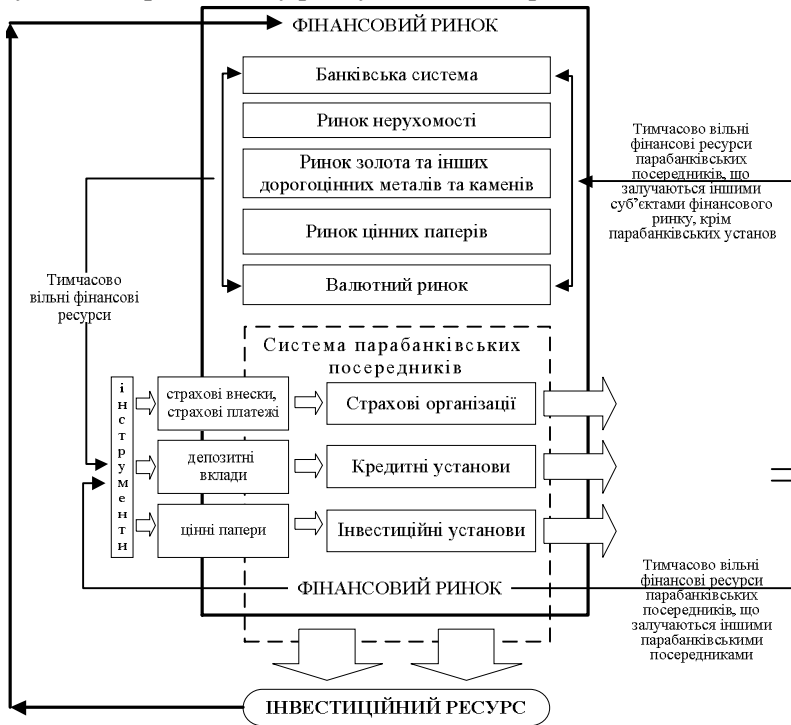 ФІНАНСОВИЙ РИНОК
Банківська система
Ринок нерухомості
Ринок золота та інших
дорогоцінних металів та каменів
Ринок цінних паперів
Валютний ринок
Тимчасово вільні
фінансові ресурси
парабанківських
посередників, що
залучаються іншими
суб’єктами фінансового
ринку, крім
парабанківських установ
Тимчасово
вільні фінансові
ресурси
Система парабанківських
посередників
інструменти
страхові внески,
страхові платежі
Страхові організації
депозитні
вклади
Кредитні установи
цінні папери
Інвестиційні установи
ФІНАНСОВИЙ РИНОК
Тимчасово вільні
фінансові ресурси
парабанківських
посередників, що
залучаються іншими
парабанківськими
посередниками
ІНВЕСТИЦІЙНИЙ РЕСУРС